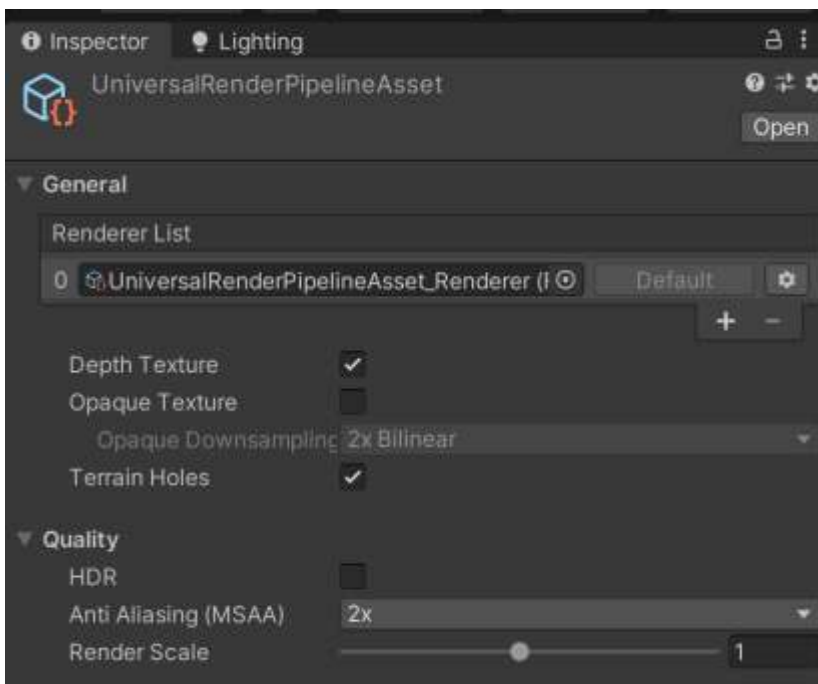 Inspector Lighting
UniversalRenderPipelineAsset
Open
General
Renderer List
0 UniversalRenderPipelineAsset_Renderer (
Default
Depth Texture
Opaque Texture
Opaque Downsampling 2x Bilinear
Terrain Holes
Quality
HDR
Anti Aliasing (MSAA) 2x
Render Scale 1